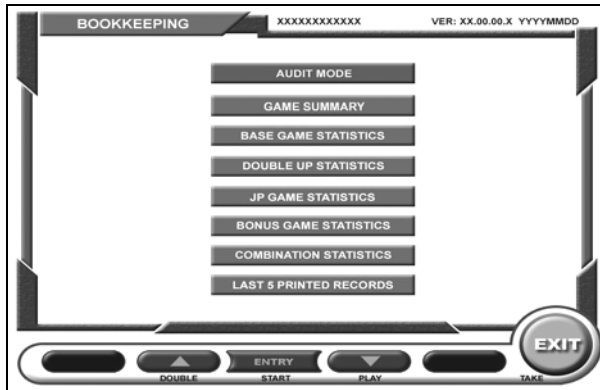 BOOKKEEPING XXXXXXXXXXXX VER: XX.00.00.X YYYYMMDD
AUDIT MODE
GAME SUMMARY
BASE GAME STATISTICS
DOUBLE UP STATISTICS
JP GAME STATISTICS
BONUS GAME STATISTICS
COMBINATION STATISTICS
LAST 5 PRINTED RECORDS
EXIT
ENTRY
DOUBLE START PLAY TAKE